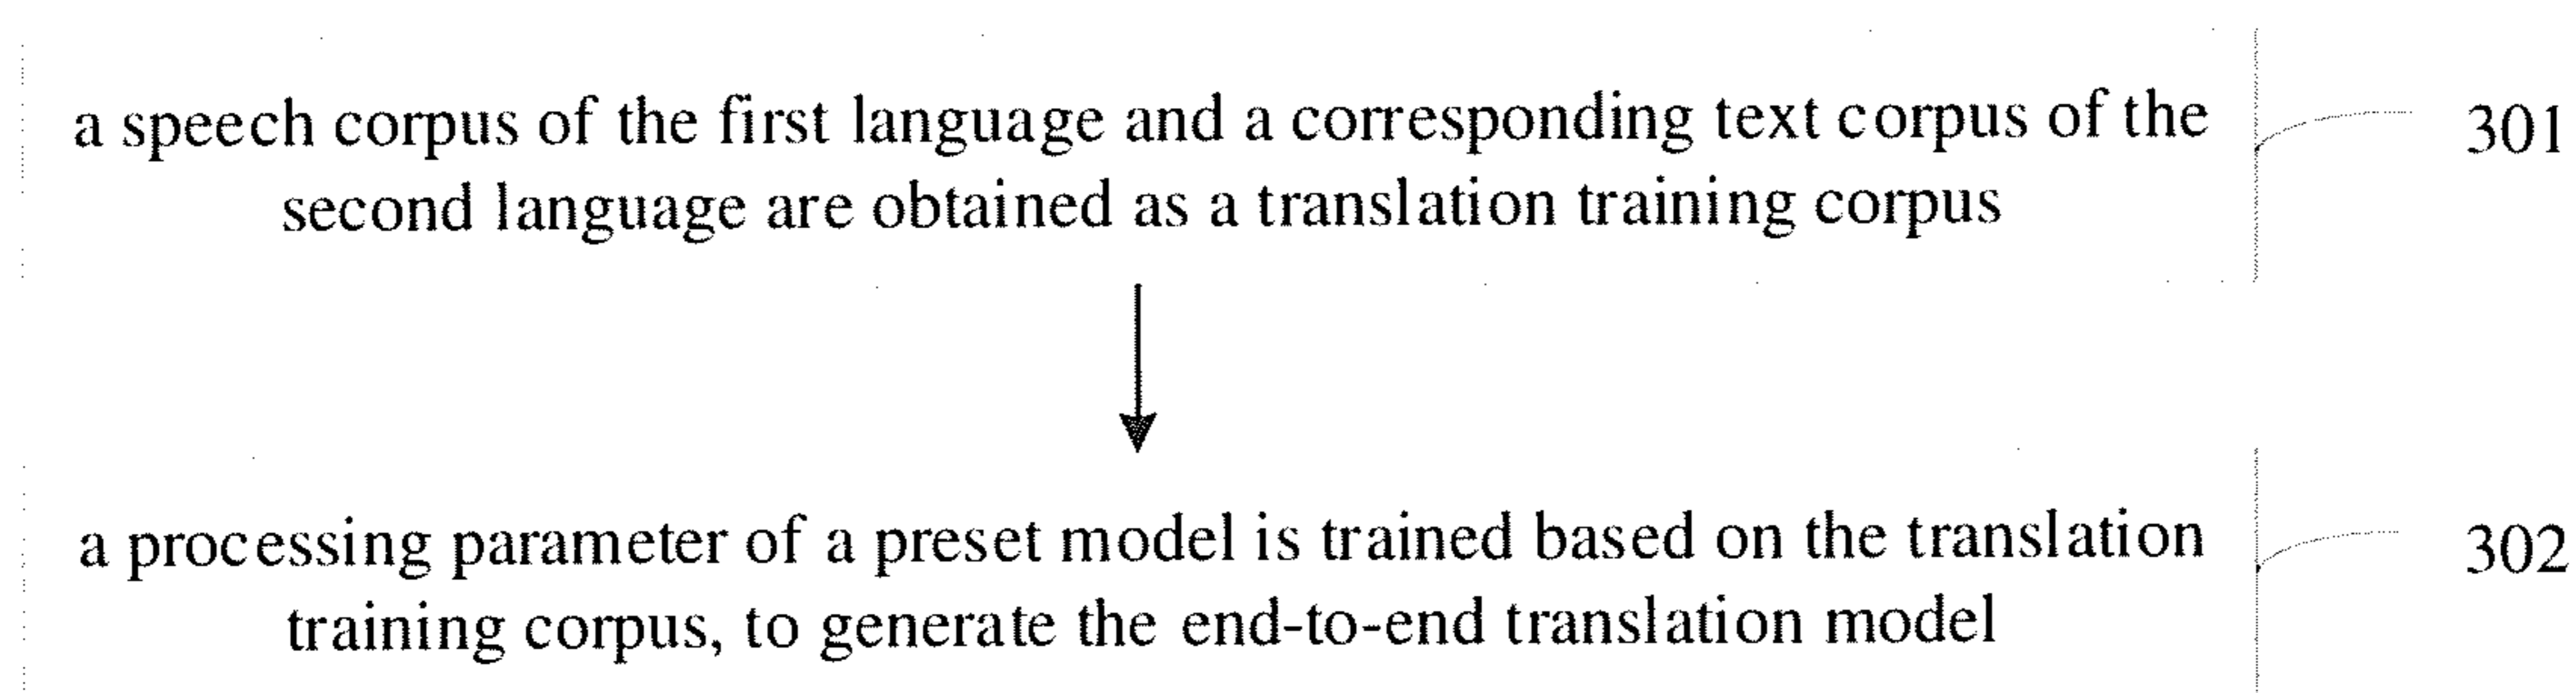 a speech corpus of the first language and a corresponding text corpus of the
second language are obtained as a translation training corpus
301
a processing parameter of a preset model is trained based on the translation
training corpus, to generate the end-to-end translation model
302